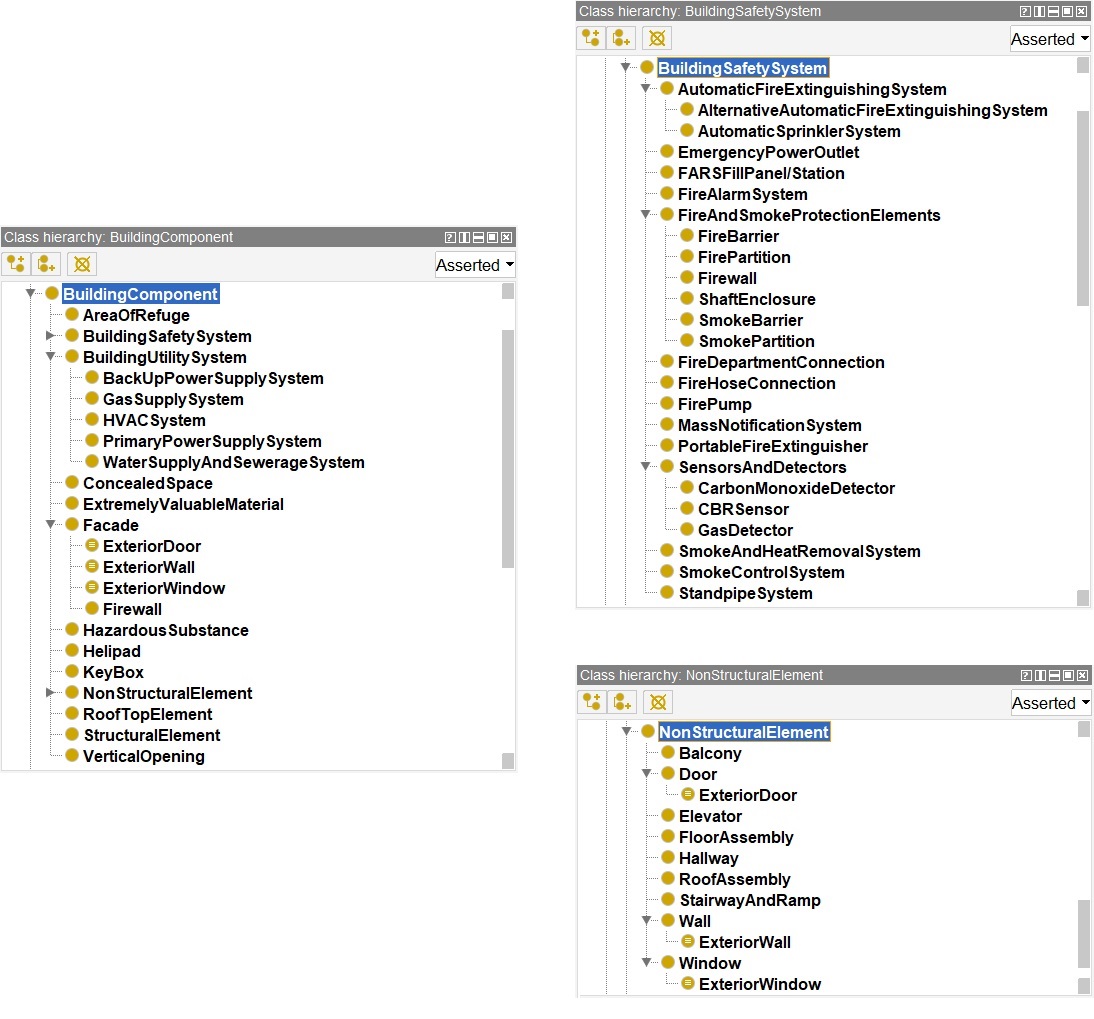 Class hierarchy: BuildingComponent
Asserted
BuildingComponent
AreaOfRefuge
BuildingSafetySystem
BuildingUtilitySystem
BackUpPowerSupplySystem
GasSupplySystem
HVACSystem
PrimaryPowerSupplySystem
WaterSupplyAndSewerageSystem
ConcealedSpace
ExtremelyValuableMaterial
Facade
ExteriorDoor
ExteriorWall
ExteriorWindow
Firewall
HazardousSubstance
Helipad
KeyBox
NonStructuralElement
RoofTopElement
StructuralElement
VerticalOpening
Class hierarchy: BuildingSafetySystem
Asserted
BuildingSafetySystem
AutomaticFireExtinguishingSystem
AlternativeAutomaticFireExtinguishingSystem
AutomaticSprinklerSystem
EmergencyPowerOutlet
FARSFillPanel/Station
FireAlarmSystem
FireAndSmokeProtectionElements
FireBarrier
FirePartition
Firewall
ShaftEnclosure
SmokeBarrier
SmokePartition
FireDepartmentConnection
FireHoseConnection
FirePump
MassNotificationSystem
PortableFireExtinguisher
SensorsAndDetectors
CarbonMonoxideDetector
CBRSensor
GasDetector
SmokeAndHeatRemovalSystem
SmokeControlSystem
StandpipeSystem
Class hierarchy: NonStructuralElement
Asserted
NonStructuralElement
Balcony
Door
ExteriorDoor
Elevator
FloorAssembly
Hallway
RoofAssembly
StairwayAndRamp
Wall
ExteriorWall
Window
ExteriorWindow